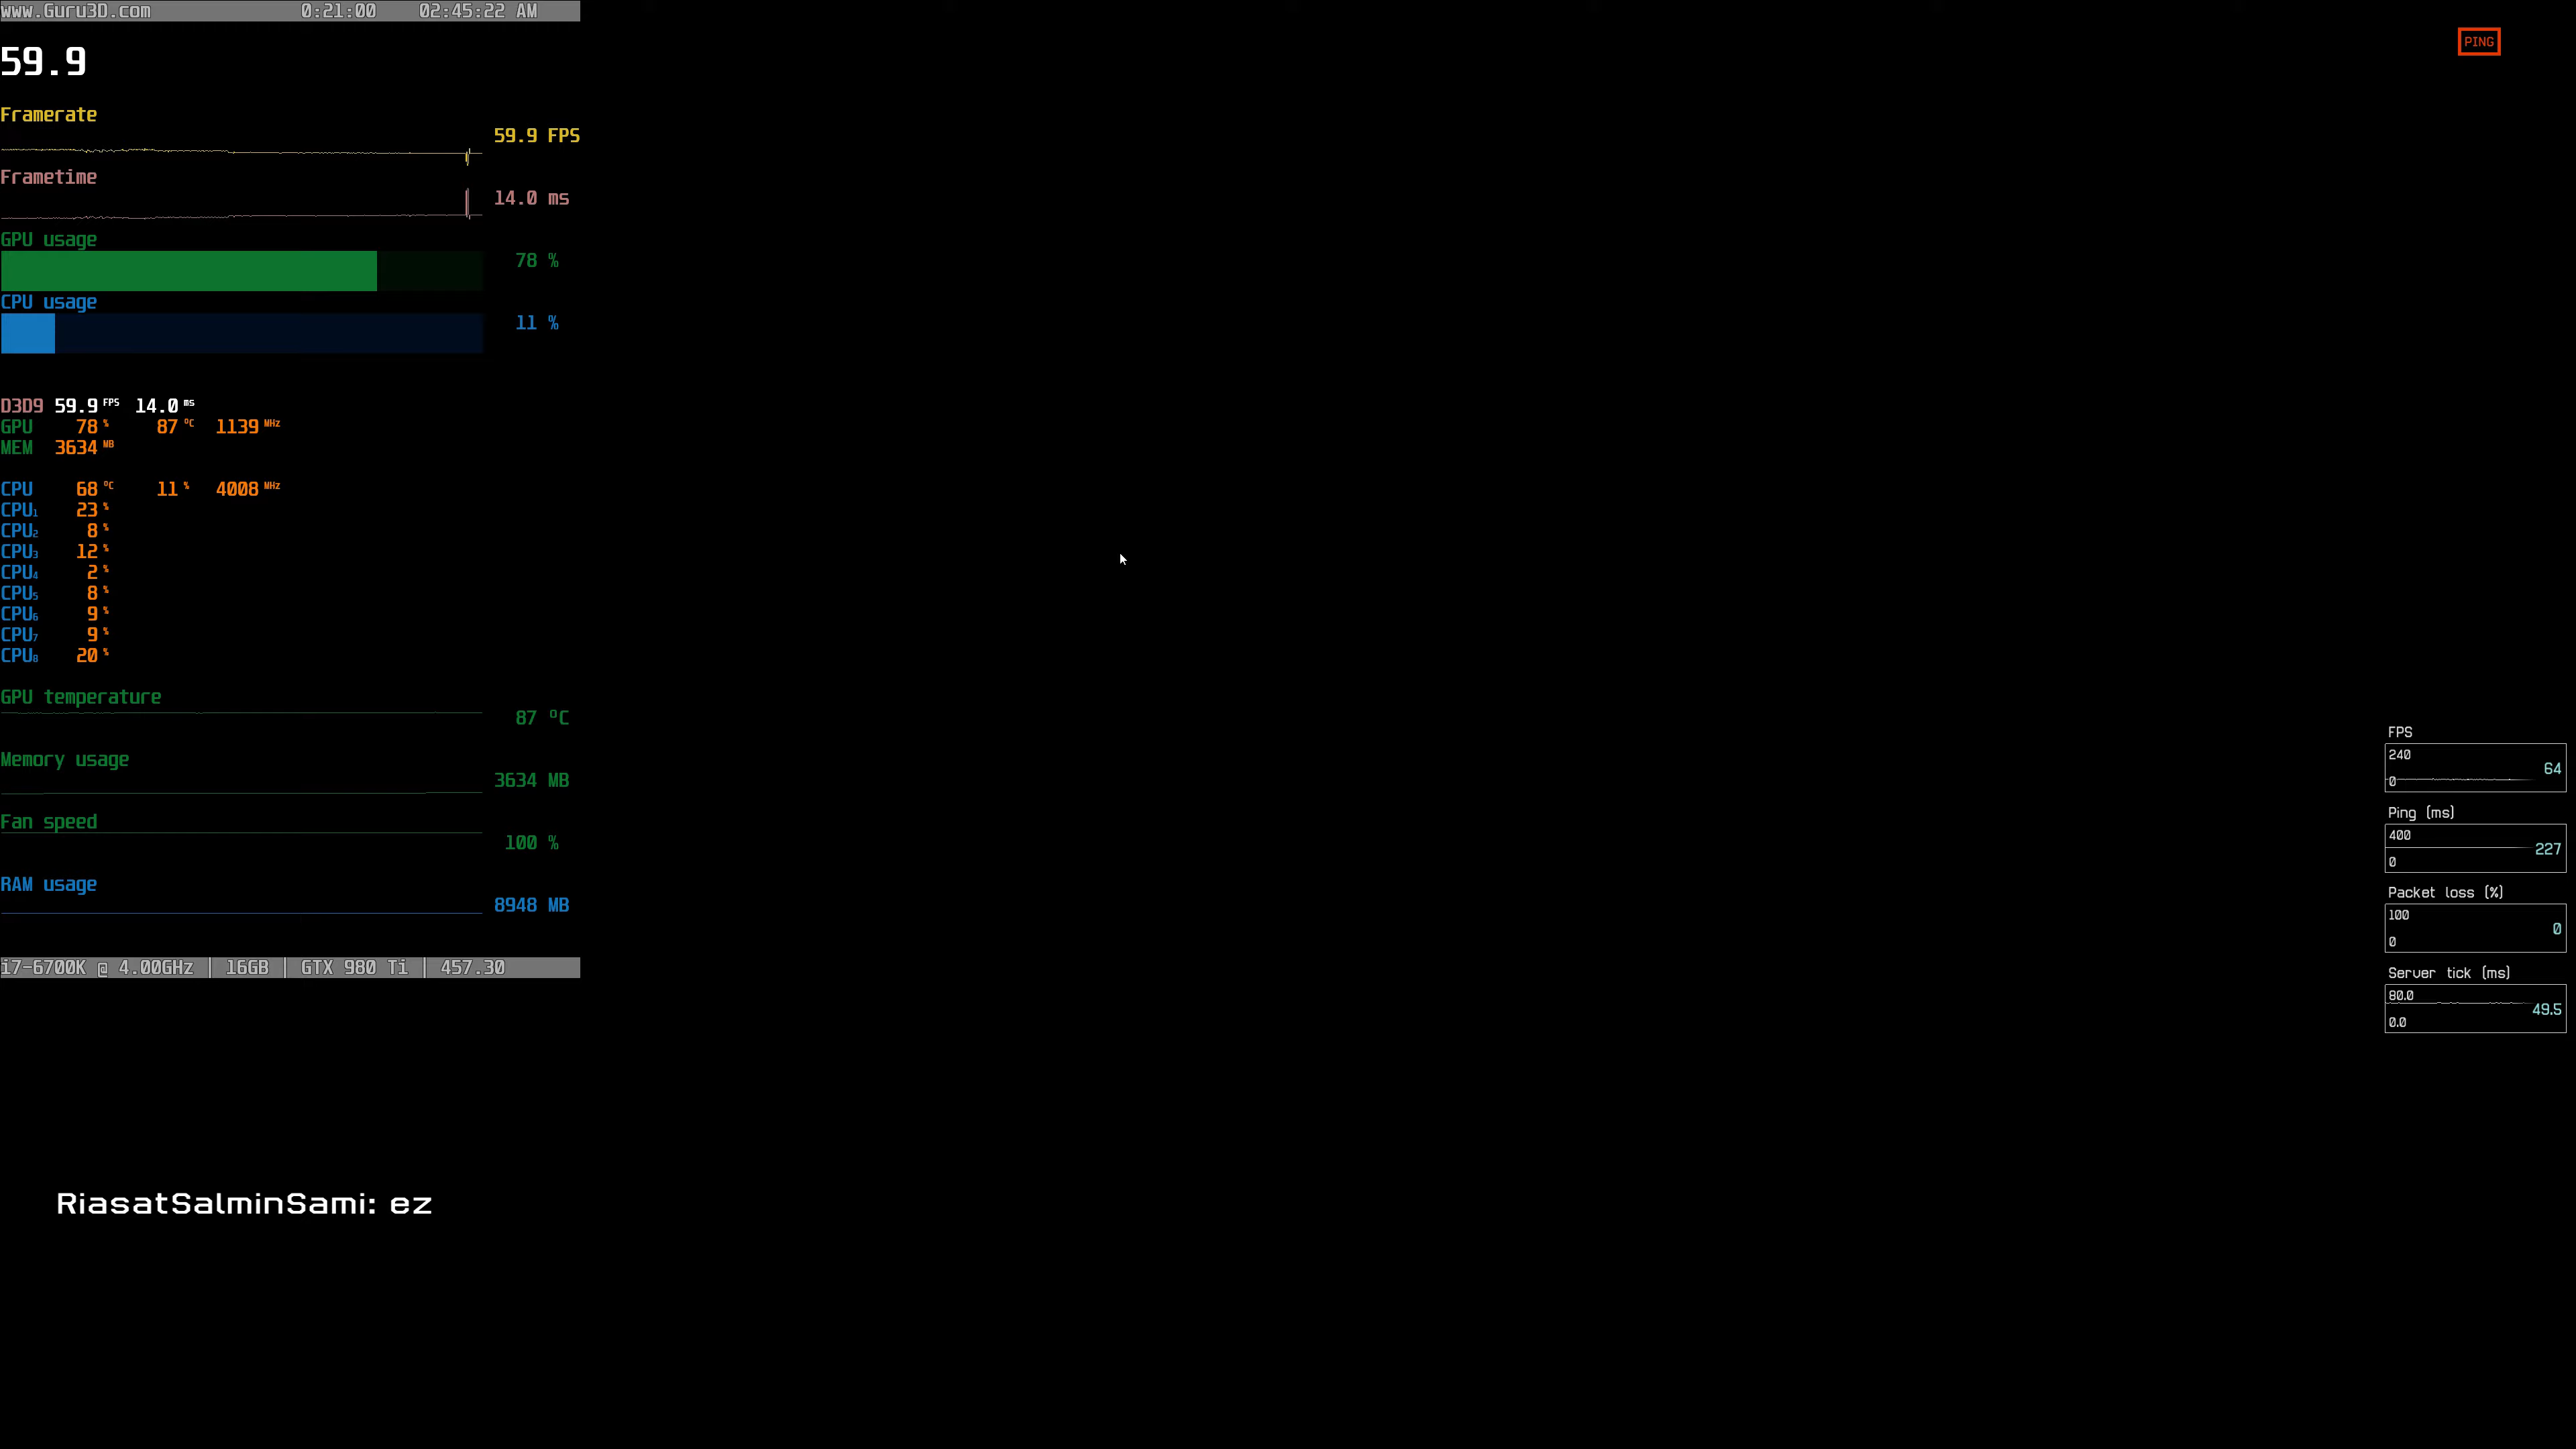 www.Guru3D.com 0:21:00 02:45:22 AM
PING
59.9
Framerate
59.9 FPS
Frametime
14.0 ms
GPU usage
78 %
CPU usage
11 %
D3D9 59.9 FPS 14.0 ms
GPU 78 % 87 °C 1139 MHz
MEM 3634 MB
CPU 68 °C 11 % 4008 MHz
CPU1 23 %
CPU2 8 %
CPU3 12 %
CPU4 2 %
CPU5 8 %
CPU6 9 %
CPU7 9 %
CPU8 20 %
GPU temperature
87 °C
Memory usage
3634 MB
Fan speed
100 %
RAM usage
8948 MB
i7-6700K @ 4.00GHz | 16GB | GTX 980 Ti | 457.30
FPS
240
64
0
Ping (ms)
400
227
0
Packet loss (%)
100
0
0
Server tick (ms)
80.0
49.5
0.0
RiasatSalminSami: ez